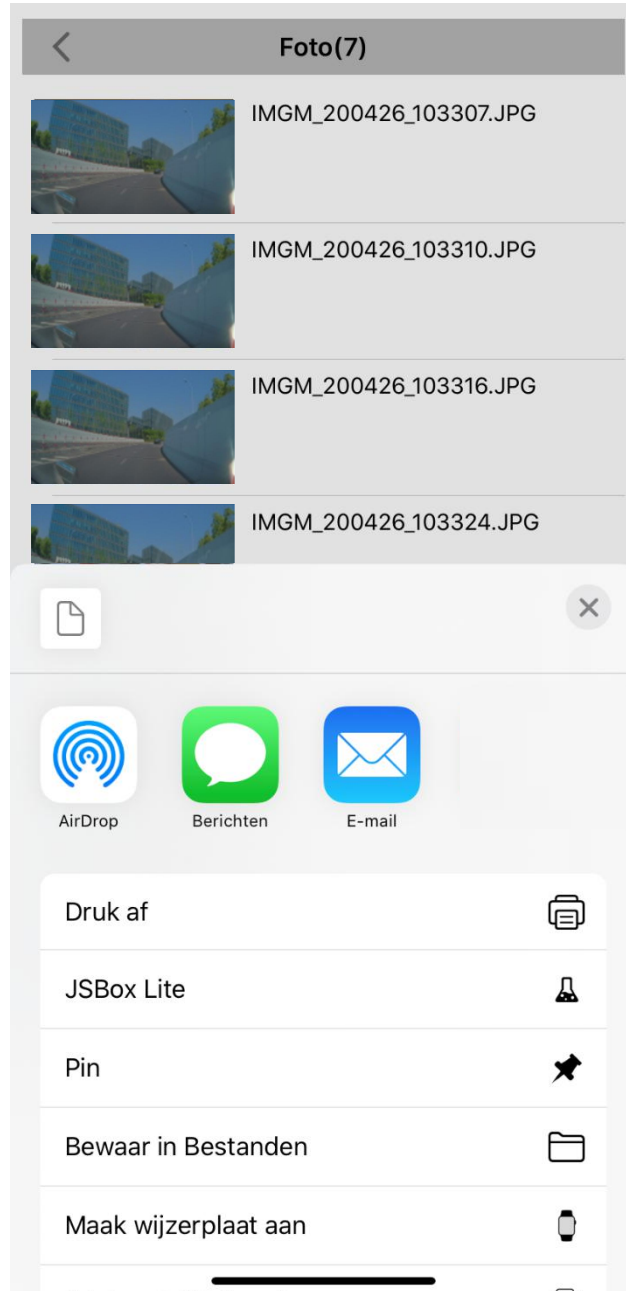 Foto(7)
IMGM_200426_103307.JPG
IMGM_200426_103310.JPG
IMGM_200426_103316.JPG
IMGM_200426_103324.JPG
AirDrop
Berichten
E-mail
Druk af
JSBox Lite
Pin
Bewaar in Bestanden
Maak wijzerplaat aan